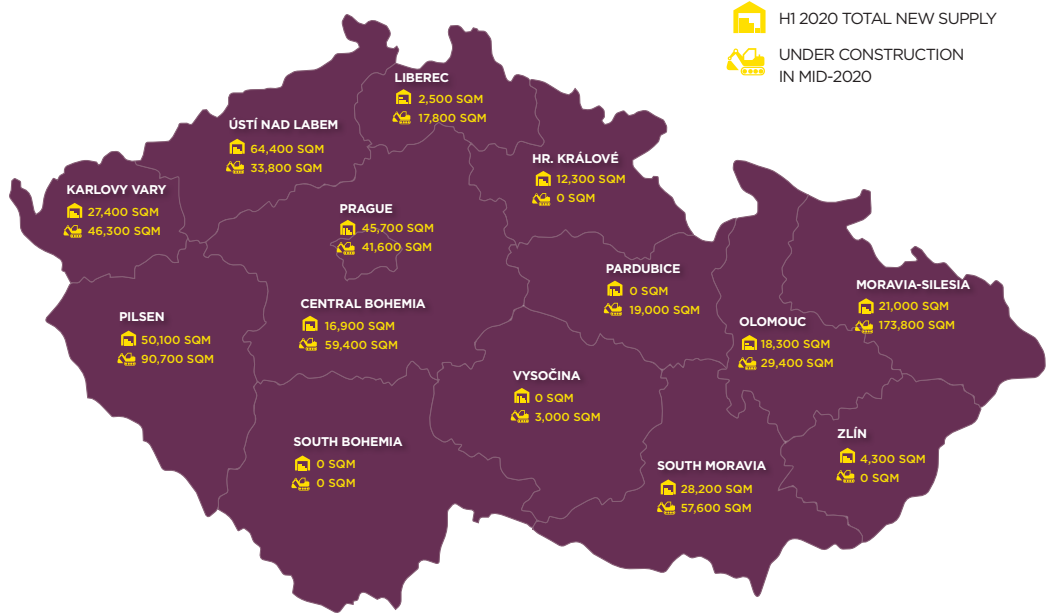 H1 2020 TOTAL NEW SUPPLY
UNDER CONSTRUCTION
IN MID-2020
LIBEREC
2,500 SQM
17,800 SQM
ÚSTÍ NAD LABEM
64,400 SQM
33,800 SQM
HR. KRÁLOVÉ
12,300 SQM
0 SQM
KARLOVY VARY
27,400 SQM
46,300 SQM
PRAGUE
45,700 SQM
41,600 SQM
PARDUBICE
0 SQM
19,000 SQM
MORAVIA-SILESIA
21,000 SQM
173,800 SQM
CENTRAL BOHEMIA
16,900 SQM
59,400 SQM
PILSEN
50,100 SQM
90,700 SQM
OLOMOUC
18,300 SQM
29,400 SQM
VYSOČINA
0 SQM
3,000 SQM
ZLÍN
4,300 SQM
0 SQM
SOUTH BOHEMIA
0 SQM
0 SQM
SOUTH MORAVIA
28,200 SQM
57,600 SQM